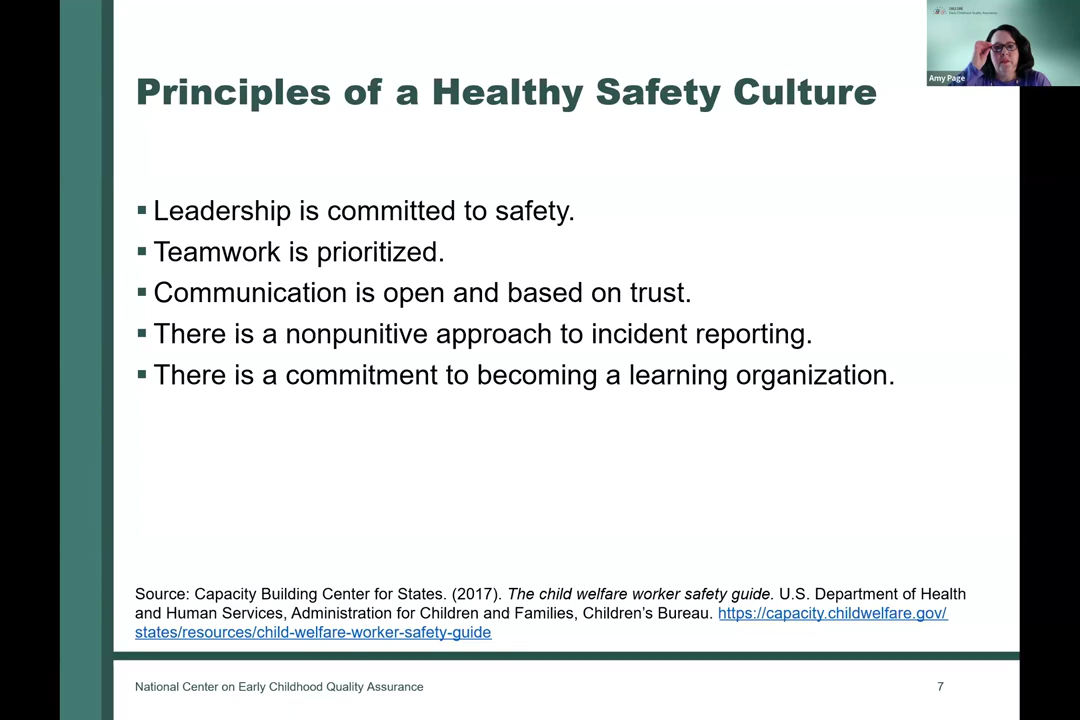 Principles of a Healthy Safety Culture
Amy Page
▪ Leadership is committed to safety.
▪ Teamwork is prioritized.
▪ Communication is open and based on trust.
▪ There is a nonpunitive approach to incident reporting.
▪ There is a commitment to becoming a learning organization.
Source: Capacity Building Center for States. (2017). The child welfare worker safety guide. U.S. Department of Health
and Human Services, Administration for Children and Families, Children’s Bureau. https://capacity.childwelfare.gov/
states/resources/child-welfare-worker-safety-guide
National Center on Early Childhood Quality Assurance
7